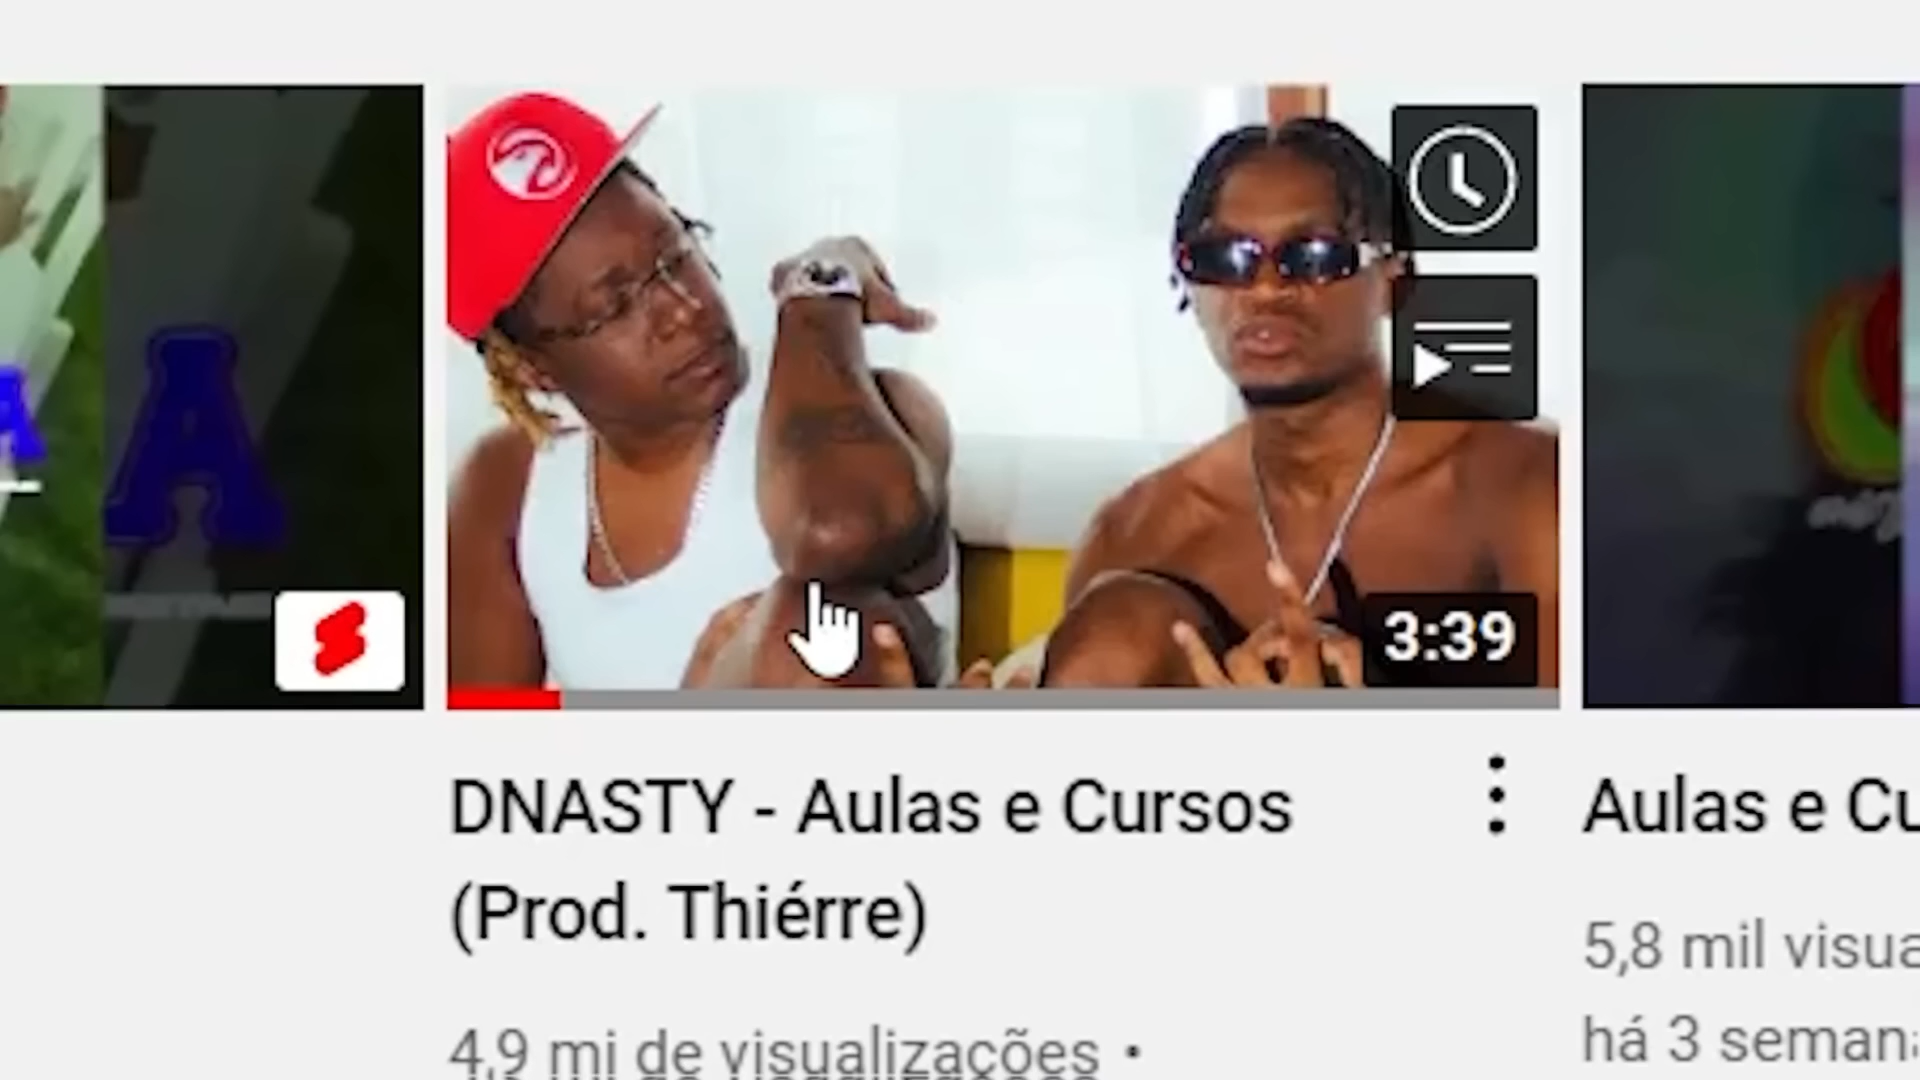 A
A
3:39
DNASTY - Aulas e Cursos
(Prod. Thiérre)
4,9 mi de visualizações •
Aulas e Cu
5,8 mil visua
há 3 seman